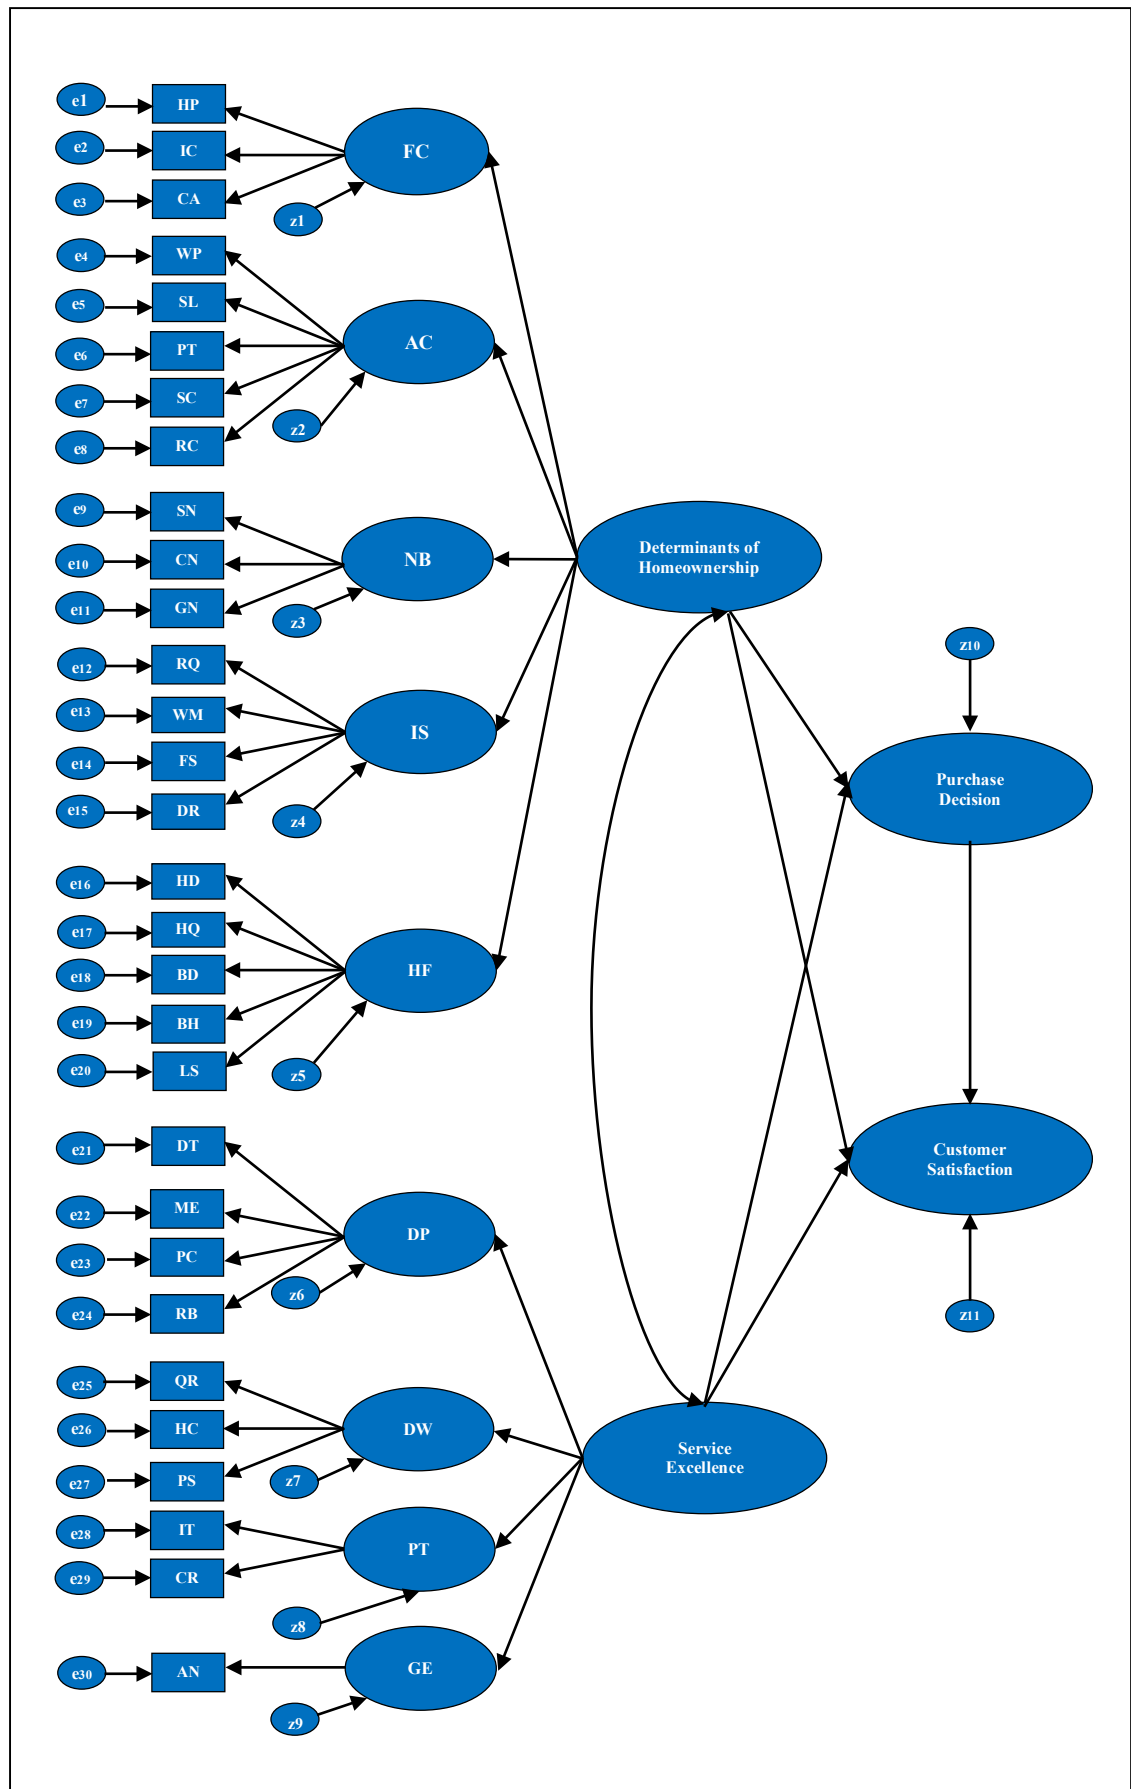 e1
HP
FC
e2
IC
e3
CA
z1
e4
WP
e5
SL
AC
e6
PT
e7
SC
z2
e8
RC
e9
SN
e10
CN
NB
e11
GN
z3
Determinants of
Homeownership
e12
RQ
z10
e13
WM
IS
e14
FS
e15
DR
z4
Purchase
Decision
e16
HD
e17
HQ
HF
e18
BD
e19
BH
e20
LS
z5
e21
DT
Customer
Satisfaction
e22
ME
DP
e23
PC
z6
e24
RB
z11
e25
QR
e26
HC
DW
e27
PS
z7
Service
Excellence
e28
IT
PT
e29
CR
z8
e30
AN
GE
z9